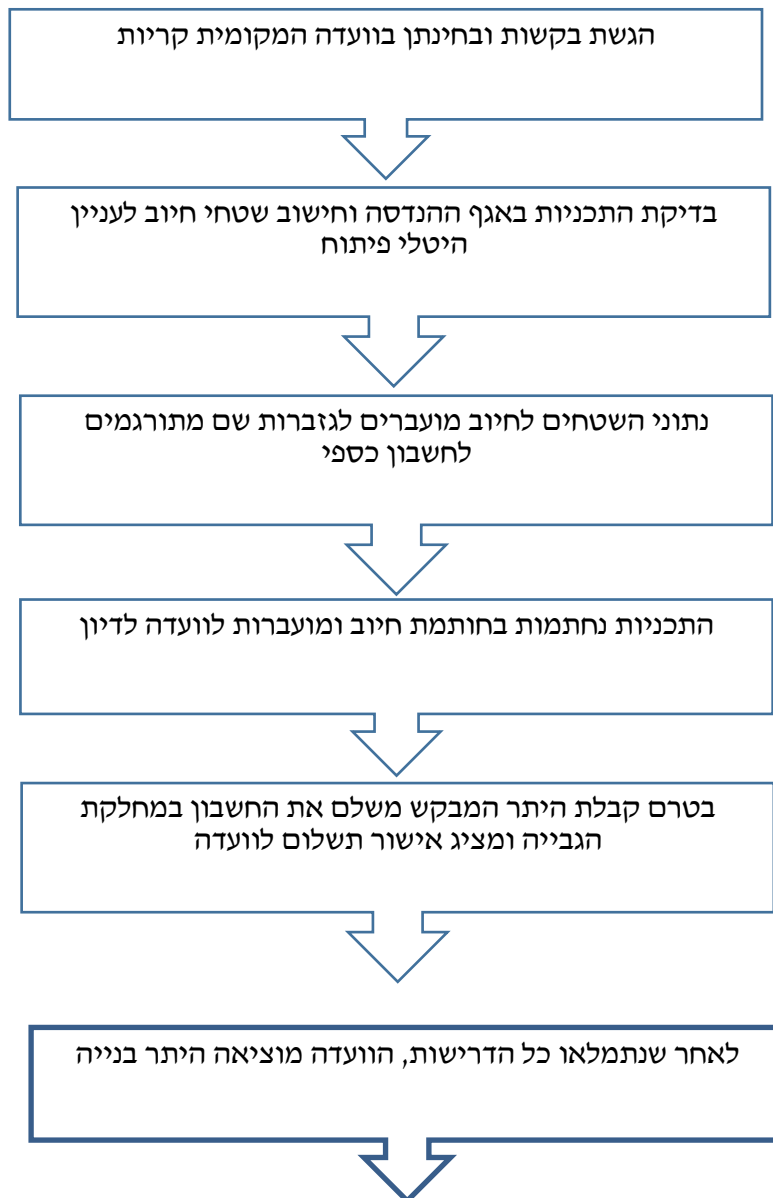 הגשת בקשות ובחינתן בוועדה המקומית קריות
בדיקת התכניות באגף ההנדסה וחישוב שטחי חיוב לעניין
היטלי פיתוח
נתוני השטחים לחיוב מועברים לגזברות שם מתורגמים
לחשבון כספי
התכניות נחתמות בחותמת חיוב ומועברות לוועדה לדיון
בטרם קבלת היתר המבקש משלם את החשבון במחלקת
הגבייה ומציג אישור תשלום לוועדה
לאחר שנתמלאו כל הדרישות, הוועדה מוציאה היתר בנייה